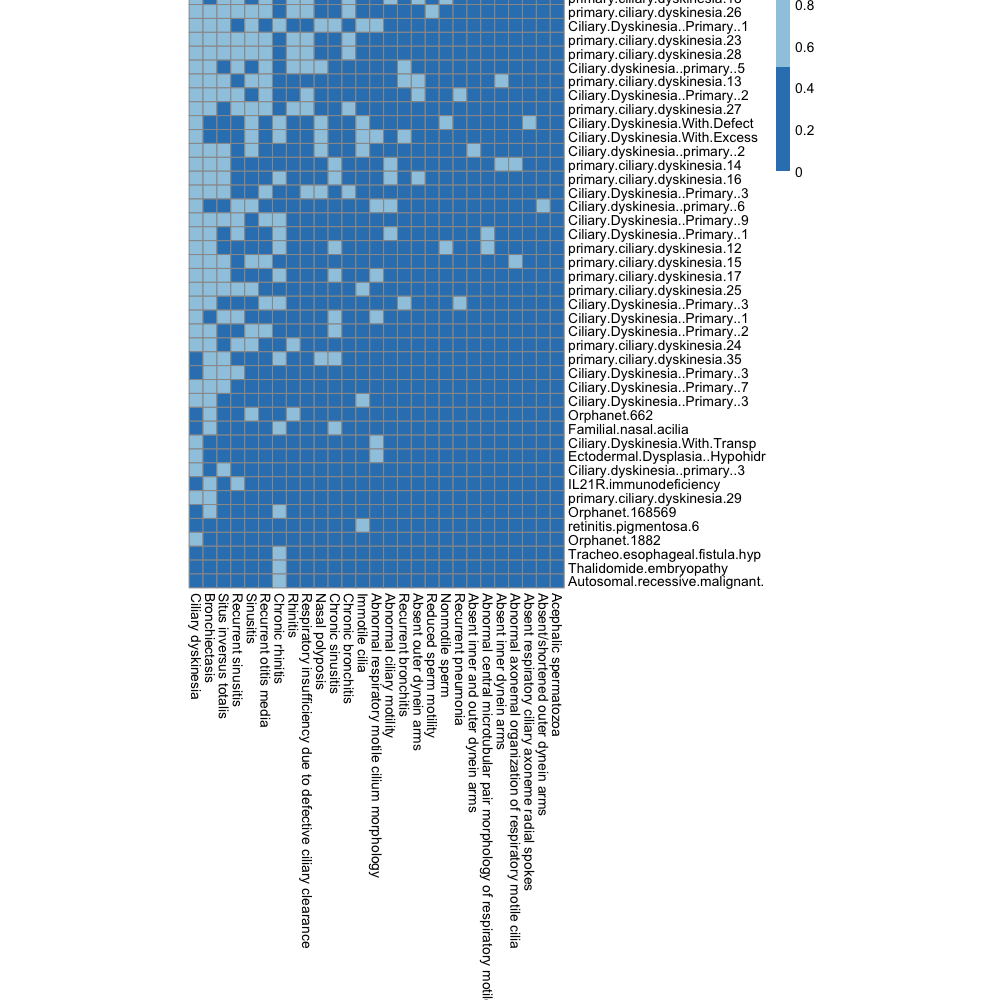 primary.ciliary.dyskinesia.18
0.8
primary.ciliary.dyskinesia.26
Ciliary.Dyskinesia..Primary..1
primary.ciliary.dyskinesia.23
0.6
primary.ciliary.dyskinesia.28
Ciliary.dyskinesia..primary..5
primary.ciliary.dyskinesia.13
0.4
Ciliary.Dyskinesia..Primary..2
primary.ciliary.dyskinesia.27
Ciliary.Dyskinesia.With.Defect
0.2
Ciliary.Dyskinesia.With.Excess
Ciliary.dyskinesia..primary..2
primary.ciliary.dyskinesia.14
0
primary.ciliary.dyskinesia.16
Ciliary.Dyskinesia..Primary..3
Ciliary.dyskinesia..primary..6
Ciliary.Dyskinesia..Primary..9
Ciliary.Dyskinesia..Primary..1
primary.ciliary.dyskinesia.12
primary.ciliary.dyskinesia.15
primary.ciliary.dyskinesia.17
primary.ciliary.dyskinesia.25
Ciliary.Dyskinesia..Primary..3
Ciliary.Dyskinesia..Primary..1
Ciliary.Dyskinesia..Primary..2
primary.ciliary.dyskinesia.24
primary.ciliary.dyskinesia.35
Ciliary.Dyskinesia..Primary..3
Ciliary.Dyskinesia..Primary..7
Ciliary.Dyskinesia..Primary..3
Orphanet.662
Familial.nasal.acilia
Ciliary.Dyskinesia.With.Transp
Ectodermal.Dysplasia..Hypohidr
Ciliary.dyskinesia..primary..3
IL21R.immunodeficiency
primary.ciliary.dyskinesia.29
Orphanet.168569
retinitis.pigmentosa.6
Orphanet.1882
Tracheo.esophageal.fistula.hyp
Thalidomide.embryopathy
Autosomal.recessive.malignant.
Ciliary dyskinesia
Bronchiectasis
Situs inversus totalis
Recurrent sinusitis
Sinusitis
Recurrent otitis media
Chronic rhinitis
Rhinitis
Respiratory insufficiency due to defective ciliary clearance
Nasal polyposis
Chronic sinusitis
Chronic bronchitis
Immotile cilia
Abnormal respiratory motile cilium morphology
Abnormal ciliary motility
Recurrent bronchitis
Absent outer dynein arms
Reduced sperm motility
Nonmotile sperm
Recurrent pneumonia
Absent inner and outer dynein arms
Abnormal central microtubular pair morphology of respiratory motil
Absent inner dynein arms
Abnormal axonemal organization of respiratory motile cilia
Absent respiratory ciliary axoneme radial spokes
Absent/shortened outer dynein arms
Acephalic spermatozoa